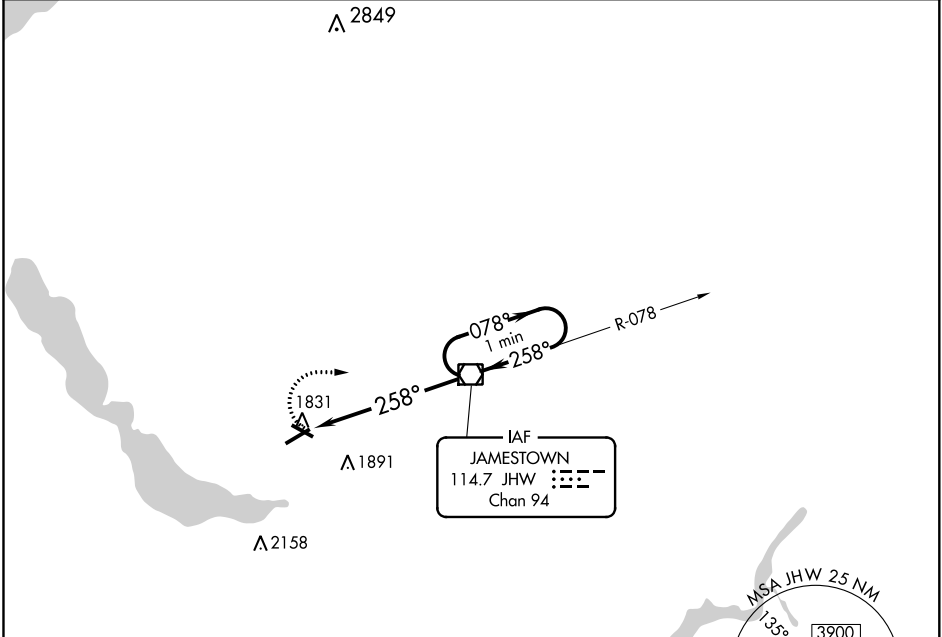 2849
078°
1 min
258°
R-078
258°
1831
1891
IAF
JAMESTOWN
114.7 JHW
Chan 94
2158
MSA JHW 25 NM
135°
3900